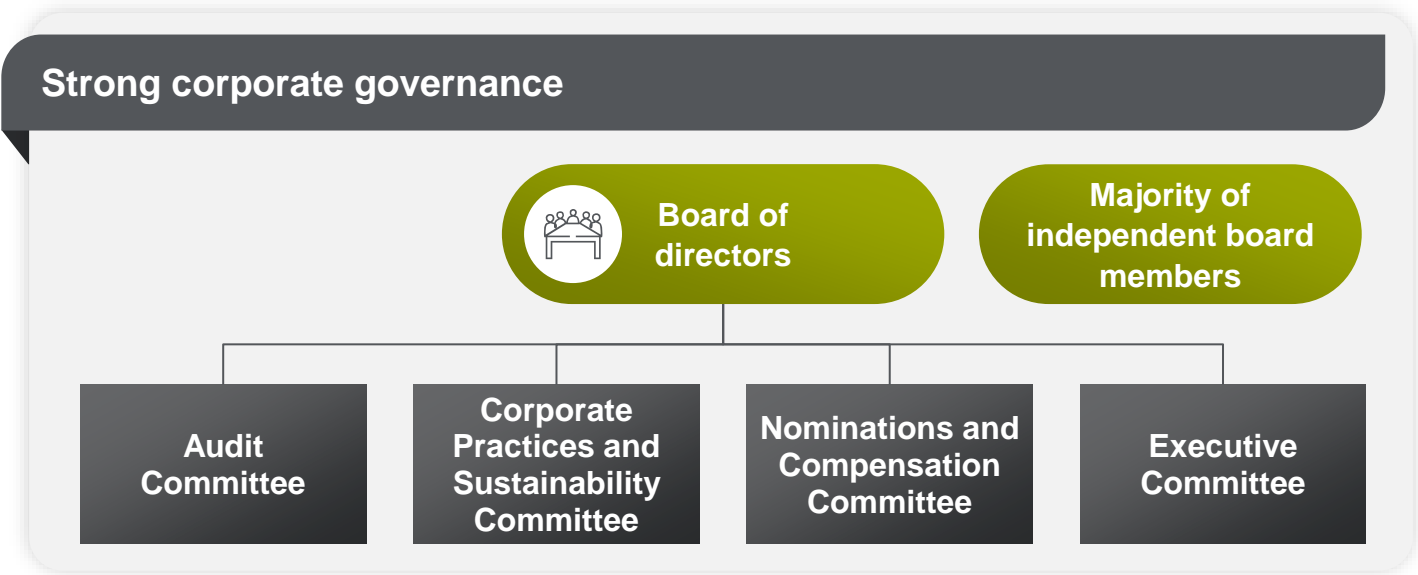 Strong corporate governance
Board of
directors
Majority of
independent board
members
Audit
Committee
Corporate
Practices and
Sustainability
Committee
Nominations and
Compensation
Committee
Executive
Committee